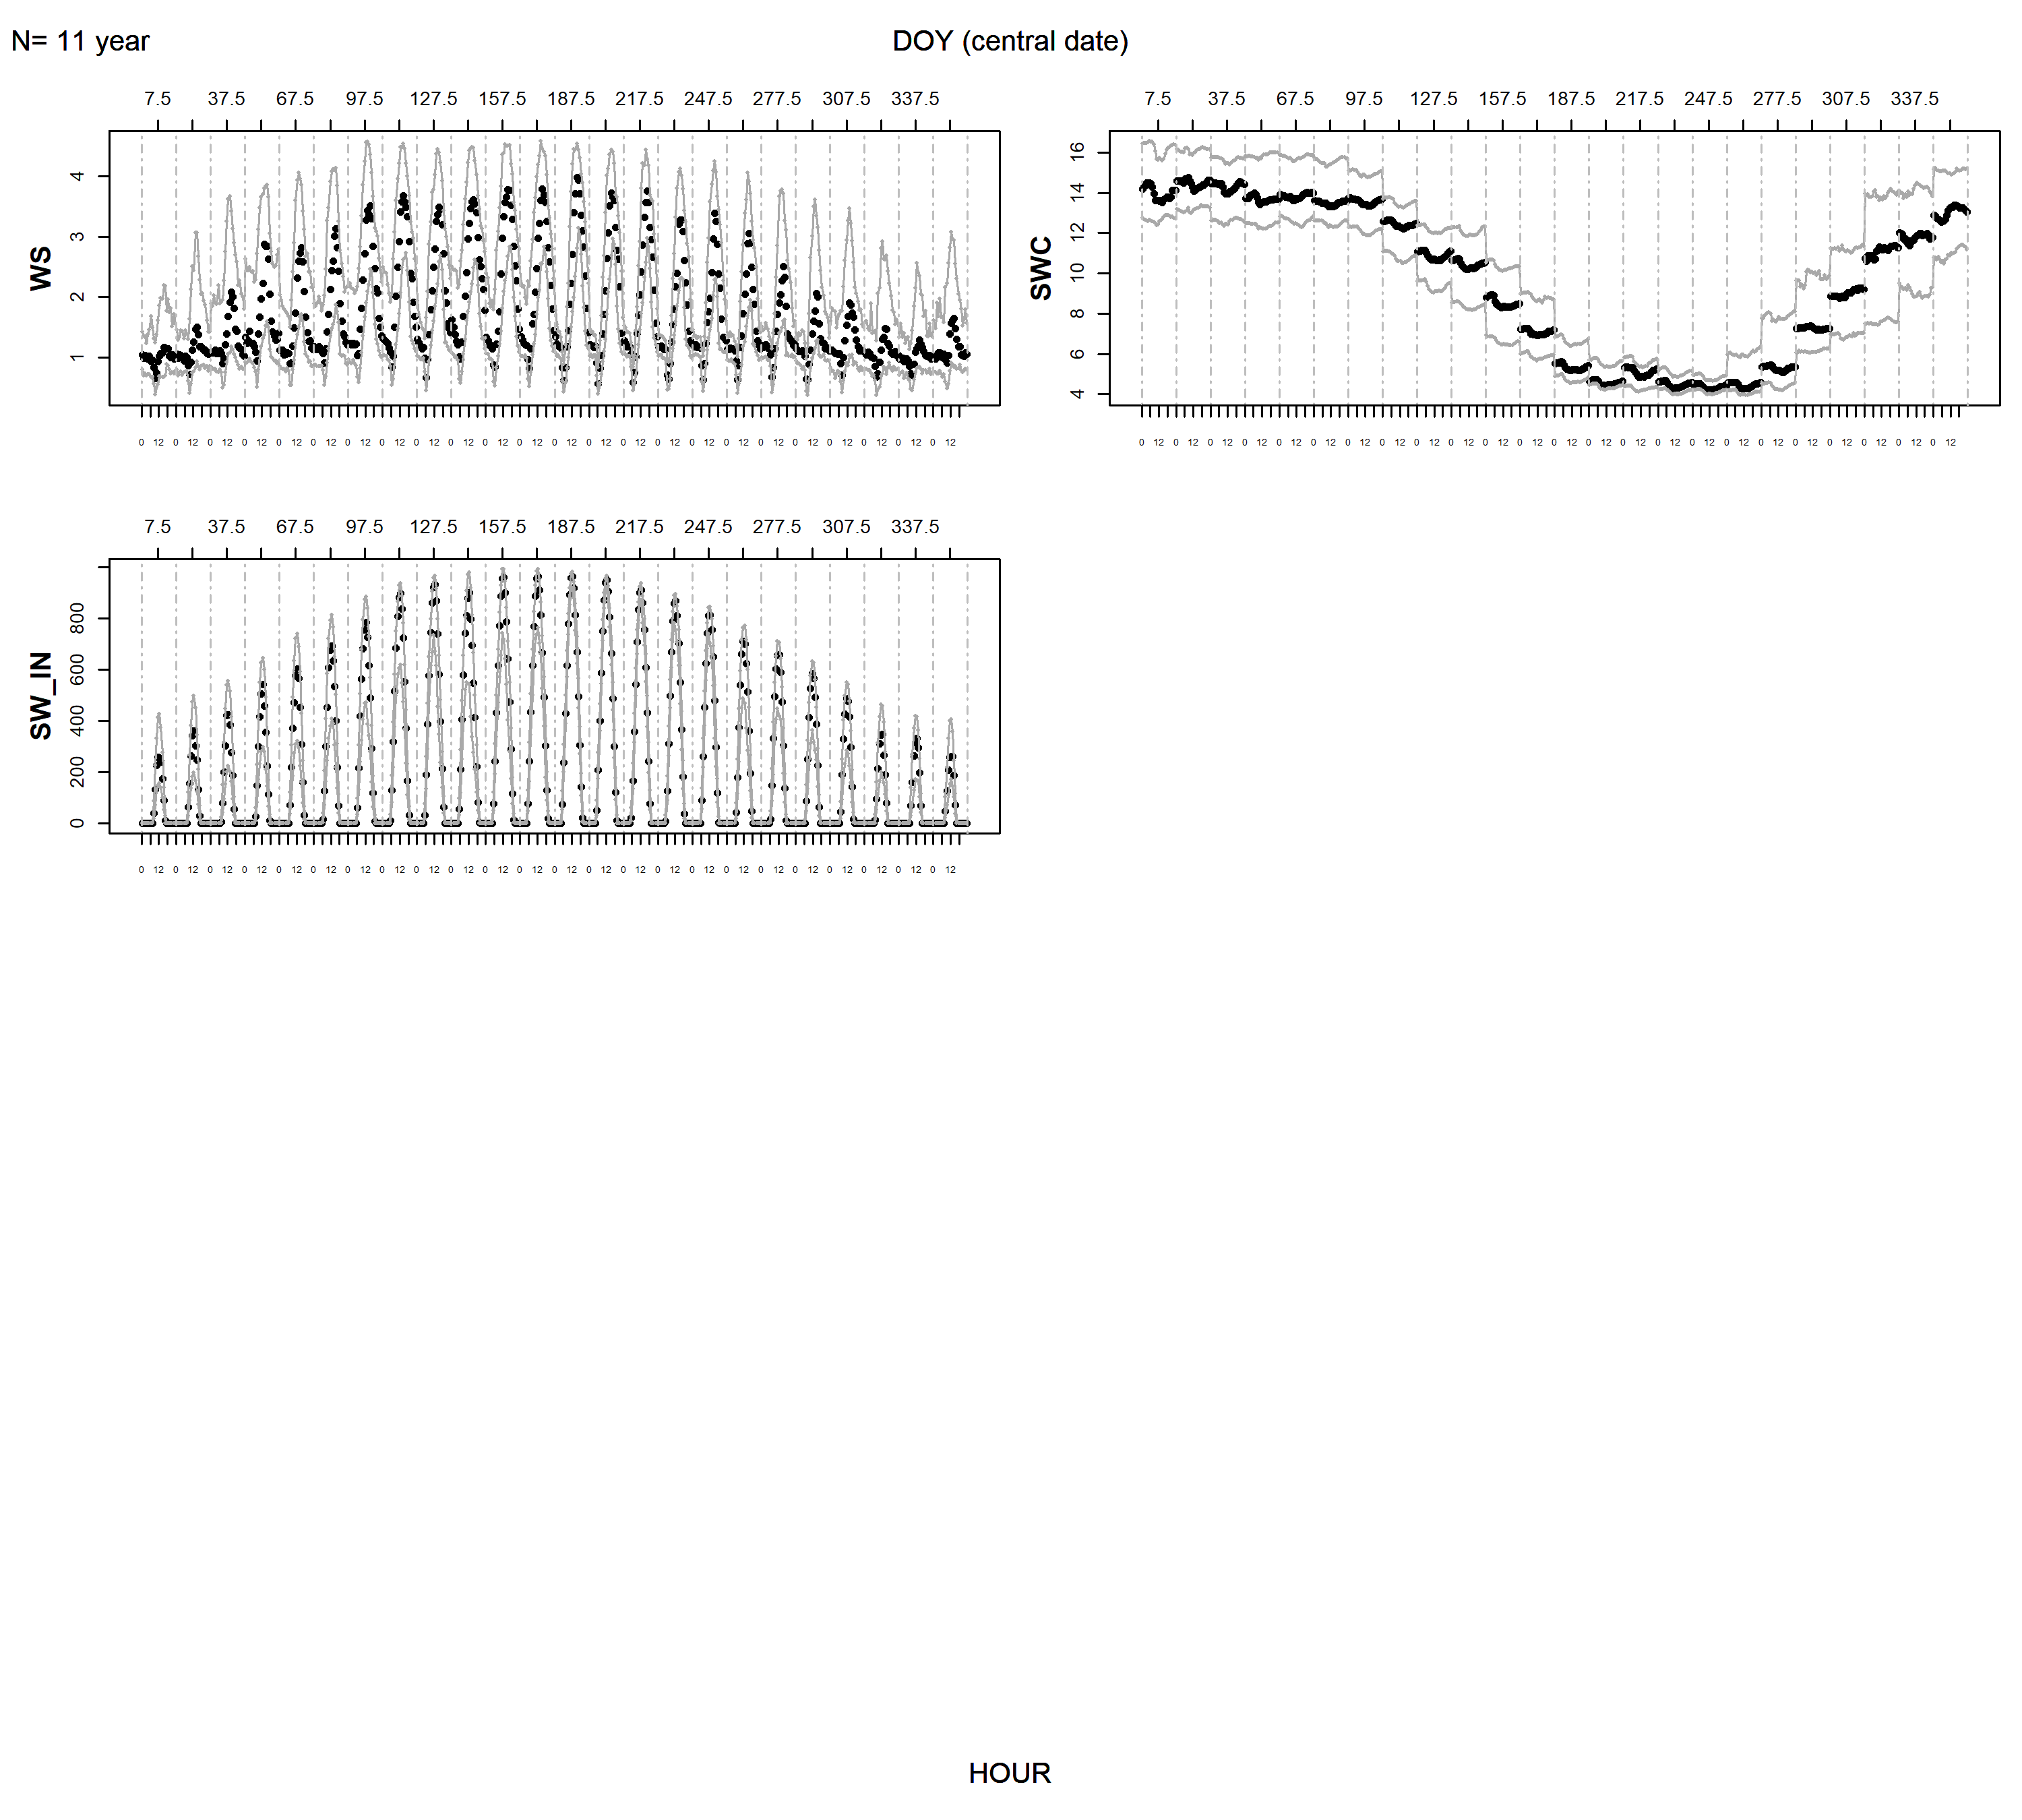 N= 11 year
DOY (central date)
7.5 37.5 67.5 97.5 127.5 157.5 187.5 217.5 247.5 277.5 307.5 337.5
WS
4
3
2
1
0 12 0 12 0 12 0 12 0 12 0 12 0 12 0 12 0 12 0 12 0 12 0 12 0 12 0 12 0 12 0 12 0 12 0 12 0 12 0 12 0 12 0 12 0 12 0 12
7.5 37.5 67.5 97.5 127.5 157.5 187.5 217.5 247.5 277.5 307.5 337.5
SWC
16
14
12
10
8
6
4
0 12 0 12 0 12 0 12 0 12 0 12 0 12 0 12 0 12 0 12 0 12 0 12 0 12 0 12 0 12 0 12 0 12 0 12 0 12 0 12 0 12 0 12 0 12 0 12
7.5 37.5 67.5 97.5 127.5 157.5 187.5 217.5 247.5 277.5 307.5 337.5
SW_IN
800
600
400
200
0
0 12 0 12 0 12 0 12 0 12 0 12 0 12 0 12 0 12 0 12 0 12 0 12 0 12 0 12 0 12 0 12 0 12 0 12 0 12 0 12 0 12 0 12 0 12 0 12
HOUR